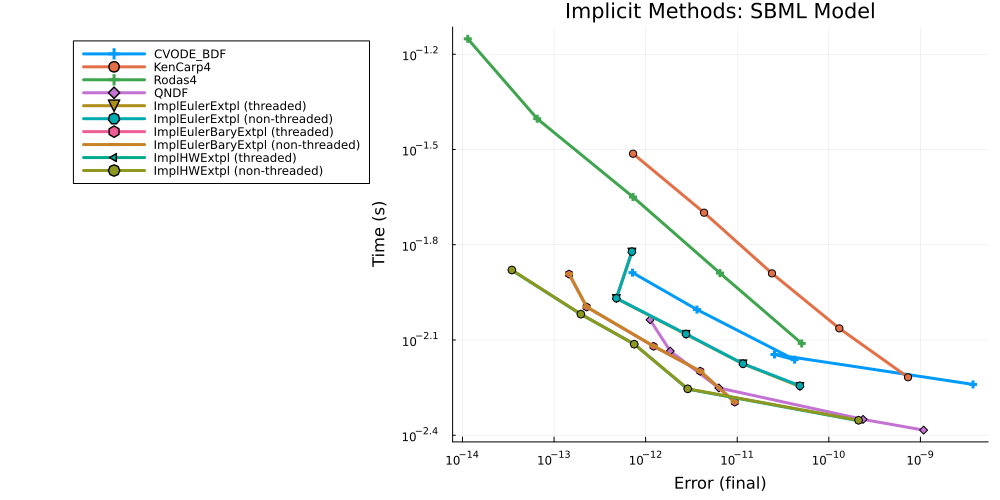 Implicit Methods: SBML Model
CVODE_BDF
KenCarp4
Rodas4
QNDF
ImplEulerExtpl (threaded)
ImplEulerExtpl (non-threaded)
ImplEulerBaryExtpl (threaded)
ImplEulerBaryExtpl (non-threaded)
ImplHWExtpl (threaded)
ImplHWExtpl (non-threaded)
Time (s)
10^−1.2
10^−1.5
10^−1.8
10^−2.1
10^−2.4
10^−14 10^−13 10^−12 10^−11 10^−10 10^−9
Error (final)